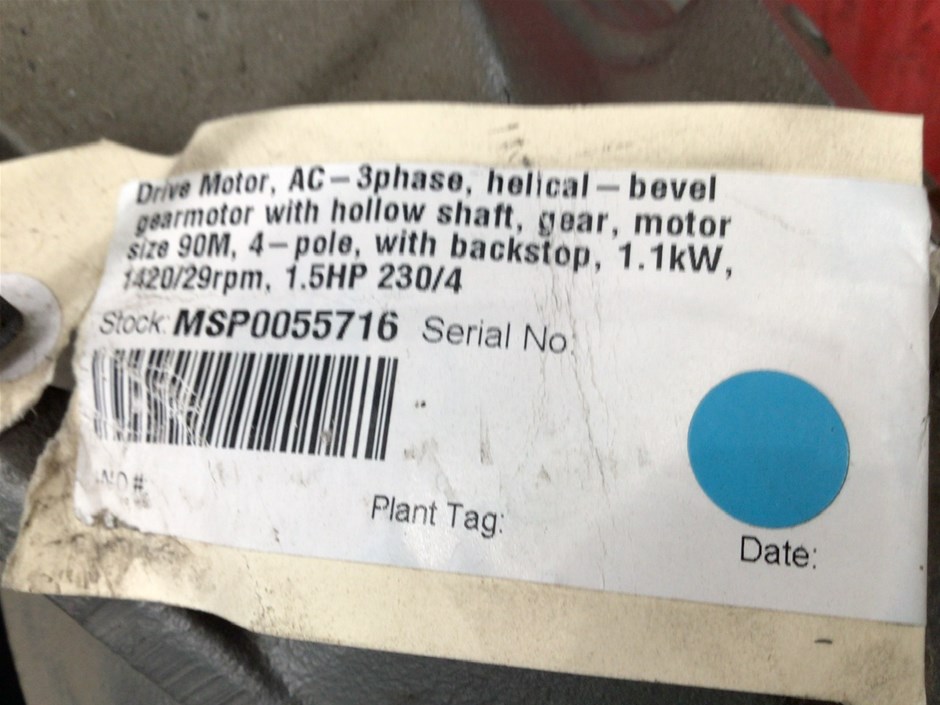 Drive Motor, AC-3phase, helical-bevel
gearmotor with hollow shaft, gear, motor
size 90M, 4-pole, with backstop, 1.1kW,
1420/29rpm, 1.5HP 230/4
Stock: MSP0055716 Serial No:
Plant Tag:
Date: